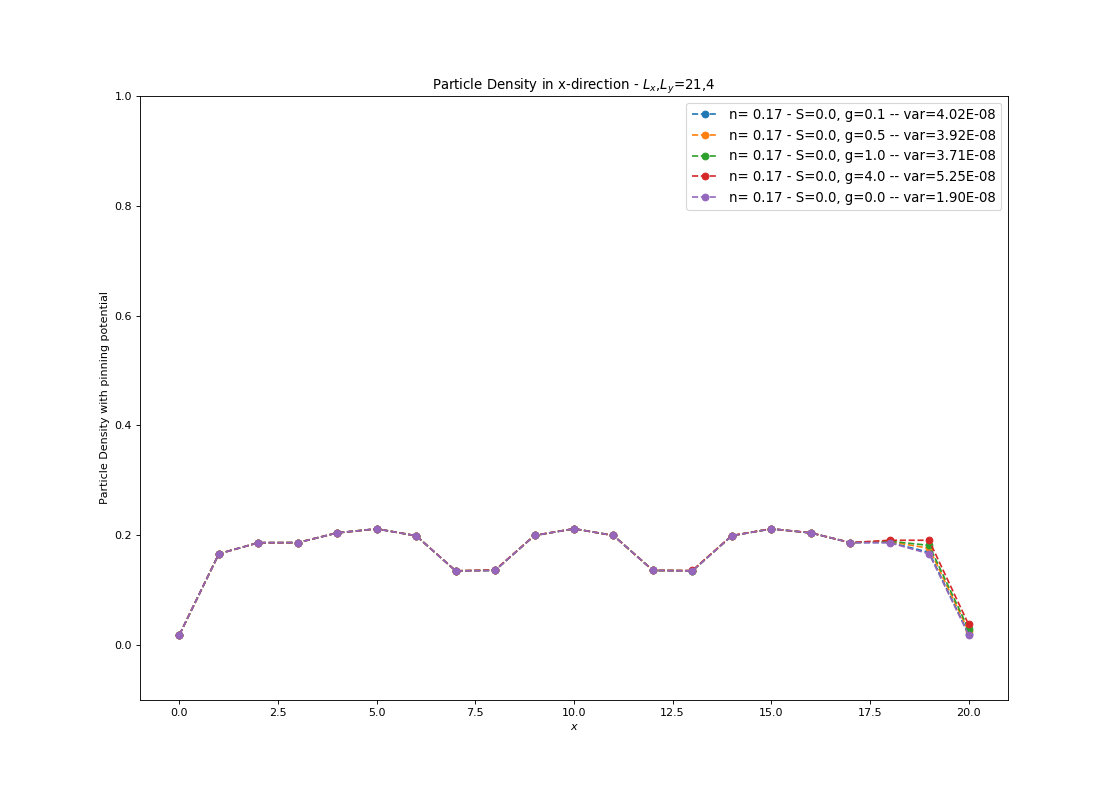 Particle Density in x-direction - Lx,Ly=21,4
n= 0.17 - S=0.0, g=0.1 -- var=4.02E-08
n= 0.17 - S=0.0, g=0.5 -- var=3.92E-08
n= 0.17 - S=0.0, g=1.0 -- var=3.71E-08
n= 0.17 - S=0.0, g=4.0 -- var=5.25E-08
n= 0.17 - S=0.0, g=0.0 -- var=1.90E-08
Particle Density with pinning potential
1.0
0.8
0.6
0.4
0.2
0.0
0.0 2.5 5.0 7.5 10.0 12.5 15.0 17.5 20.0
x